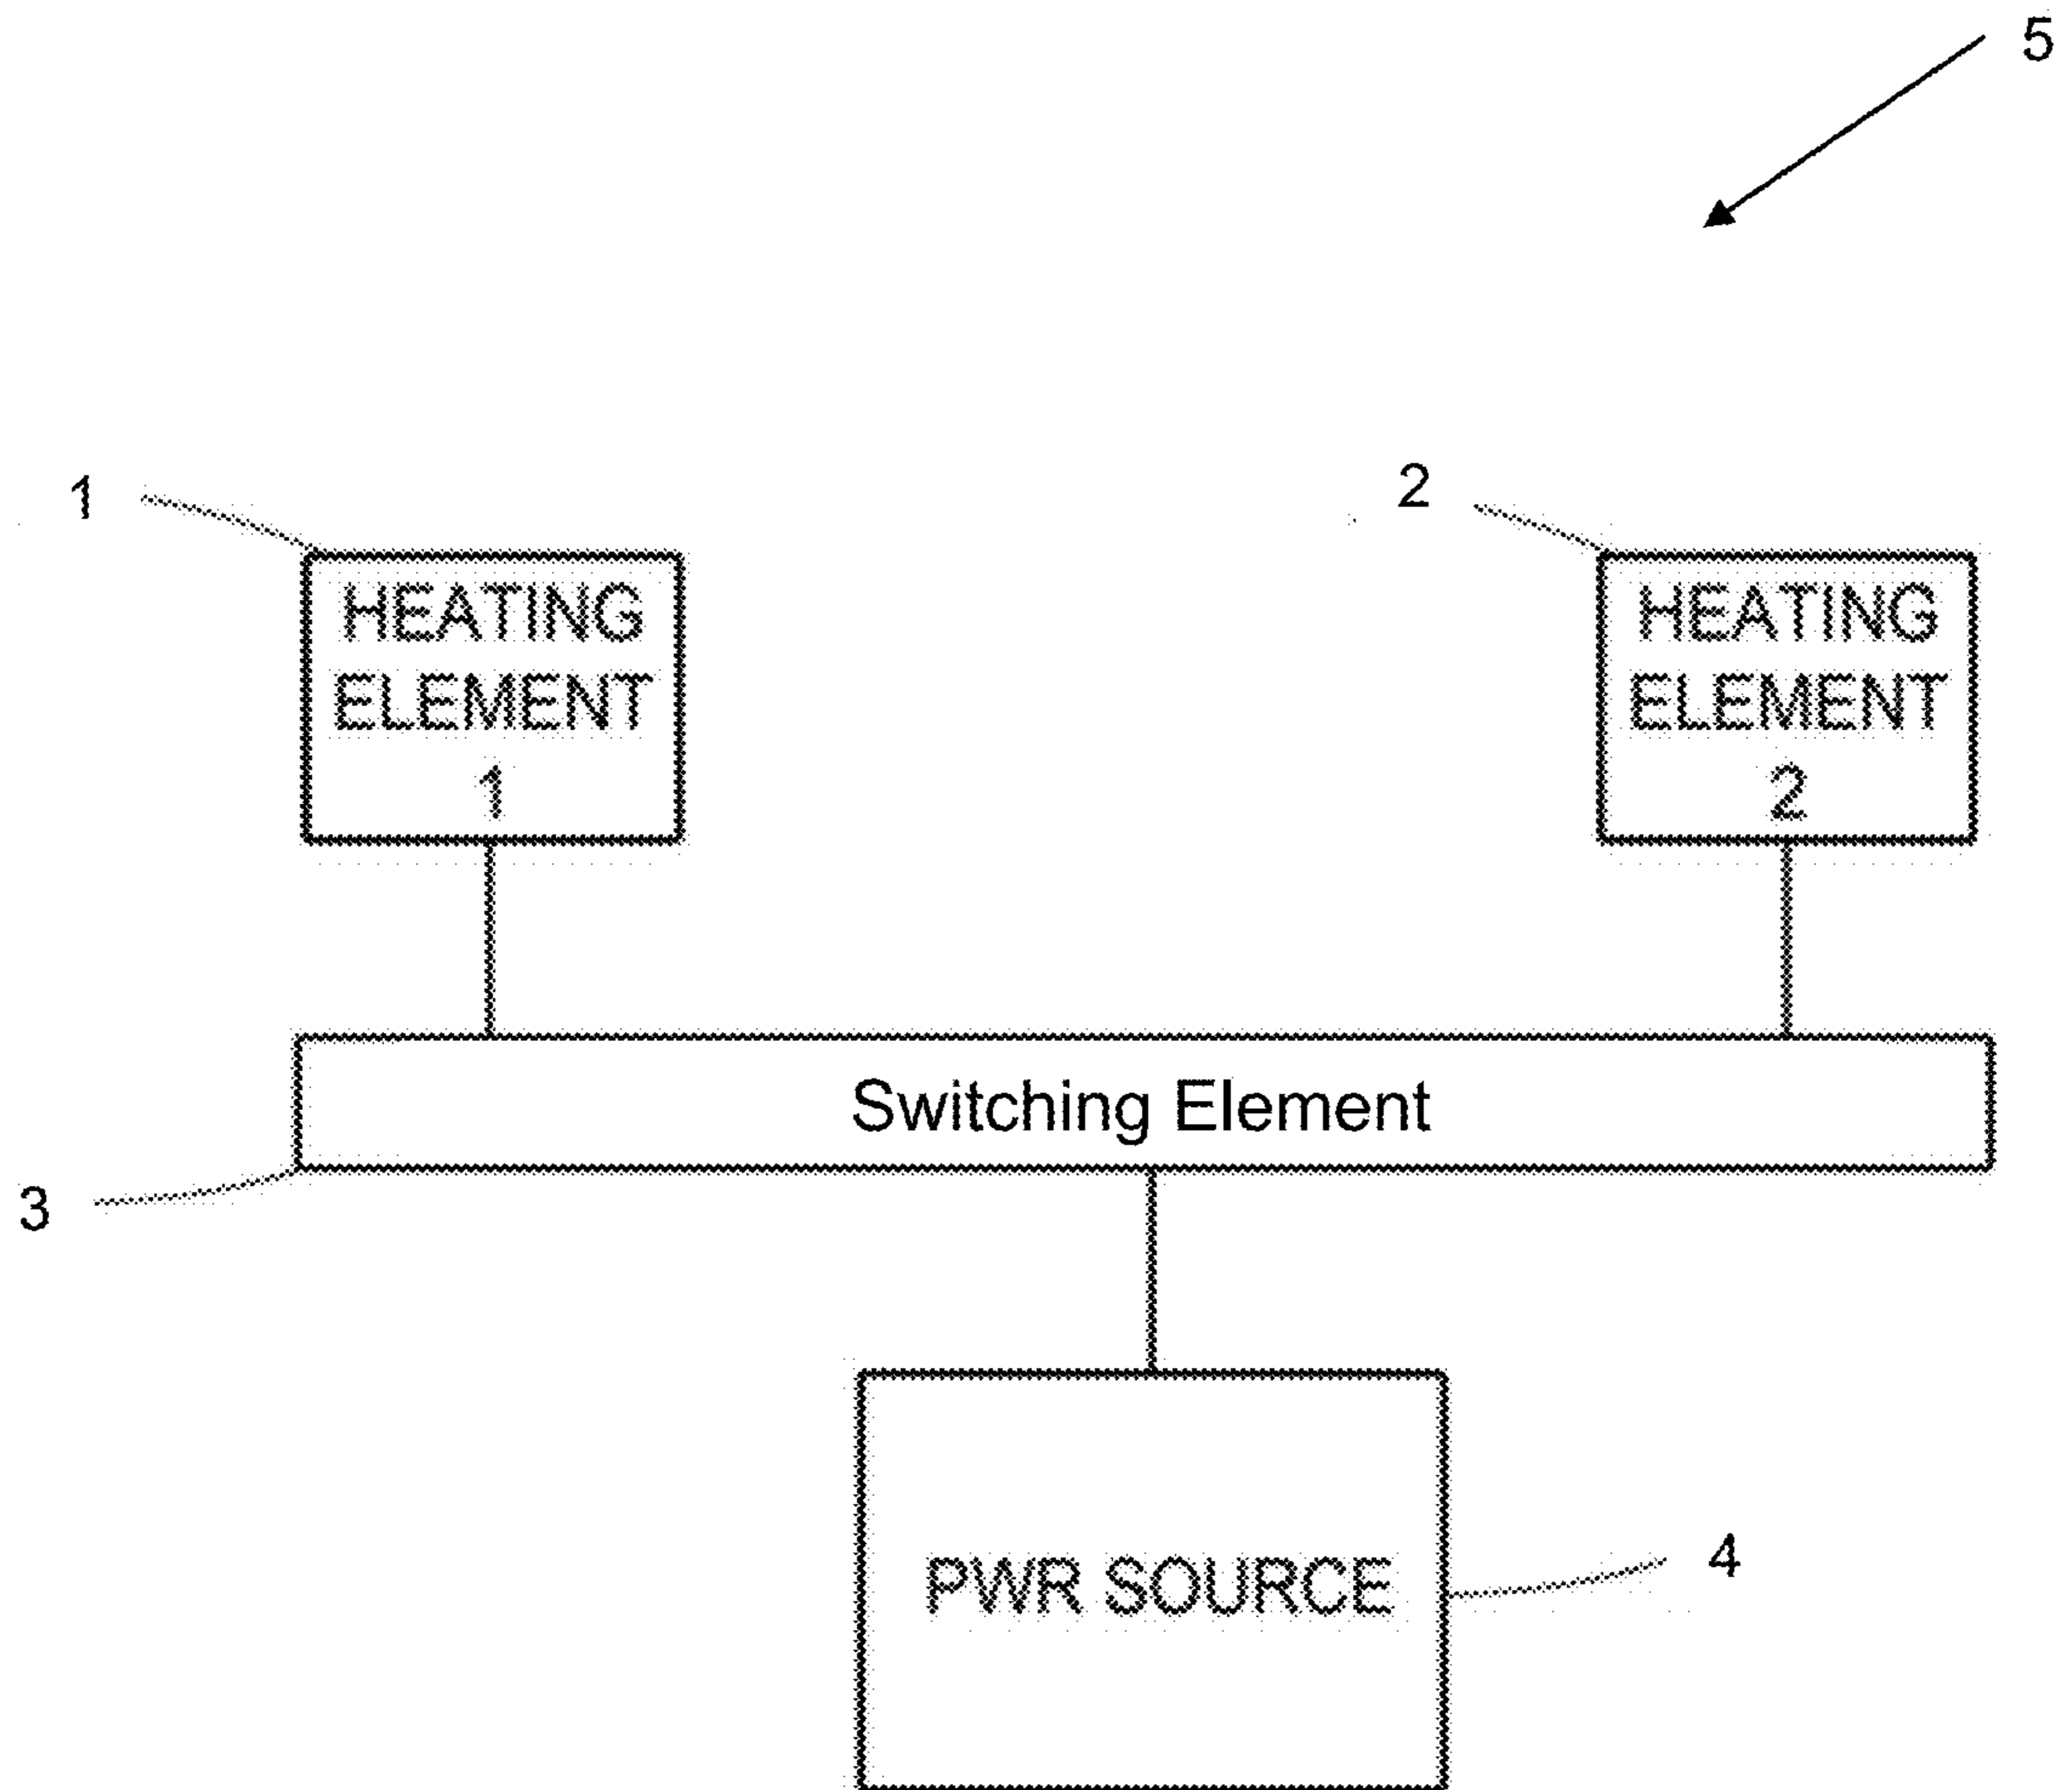 5
1
2
HEATING
ELEMENT
1
HEATING
ELEMENT
2
Switching Element
3
PWR SOURCE
4